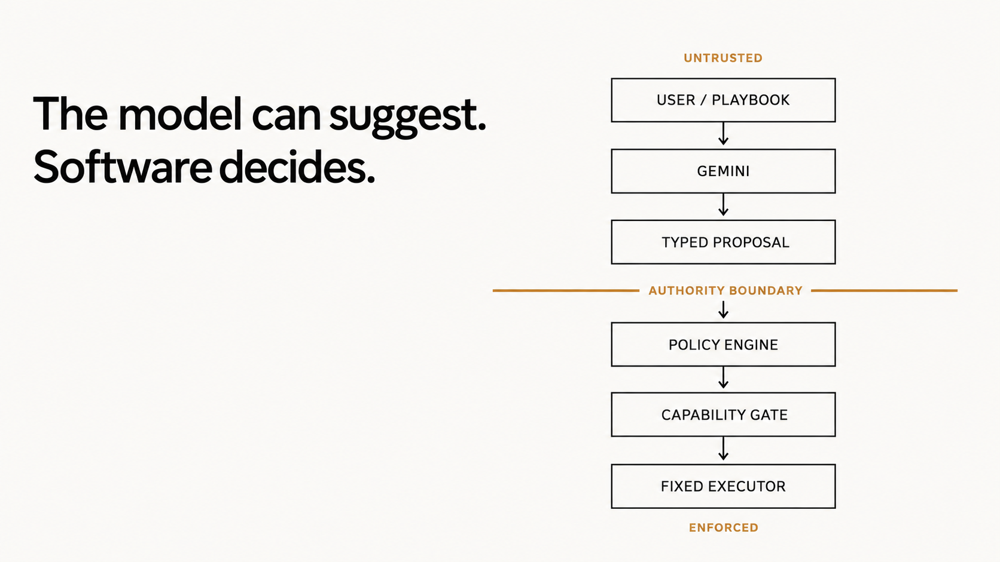 The model can suggest.
Software decides.
UNTRUSTED
USER / PLAYBOOK
GEMINI
TYPED PROPOSAL
AUTHORITY BOUNDARY
POLICY ENGINE
CAPABILITY GATE
FIXED EXECUTOR
ENFORCED